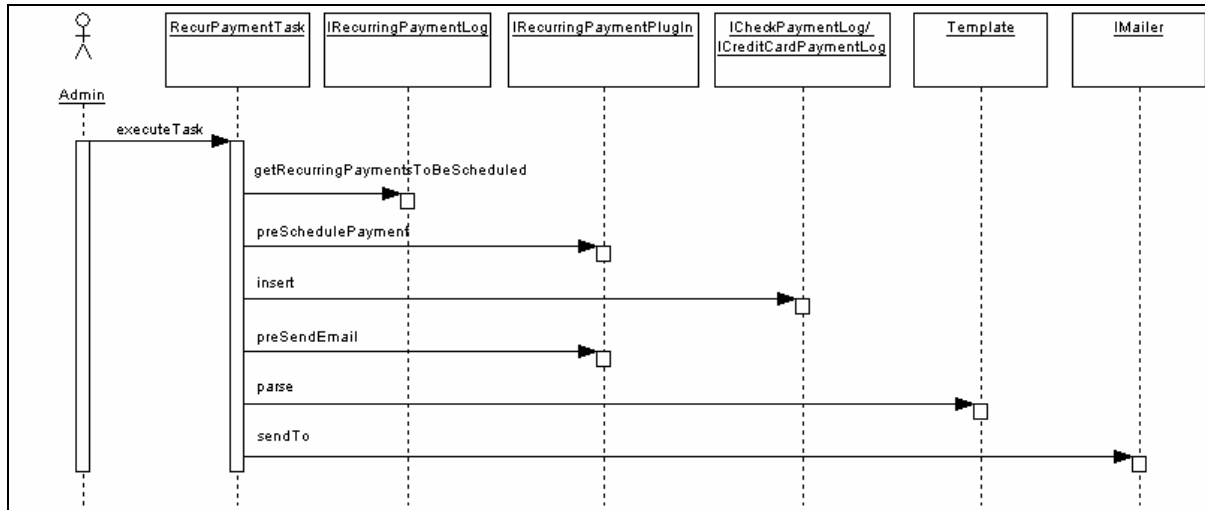 RecurPaymentTask
IRecurringPaymentLog
IRecurringPaymentPlugIn
ICheckPaymentLog/
ICreditCardPaymentLog
Template
IMailer
Admin
executeTask
getRecurringPaymentsToBeScheduled
preSchedulePayment
insert
preSendEmail
parse
sendTo